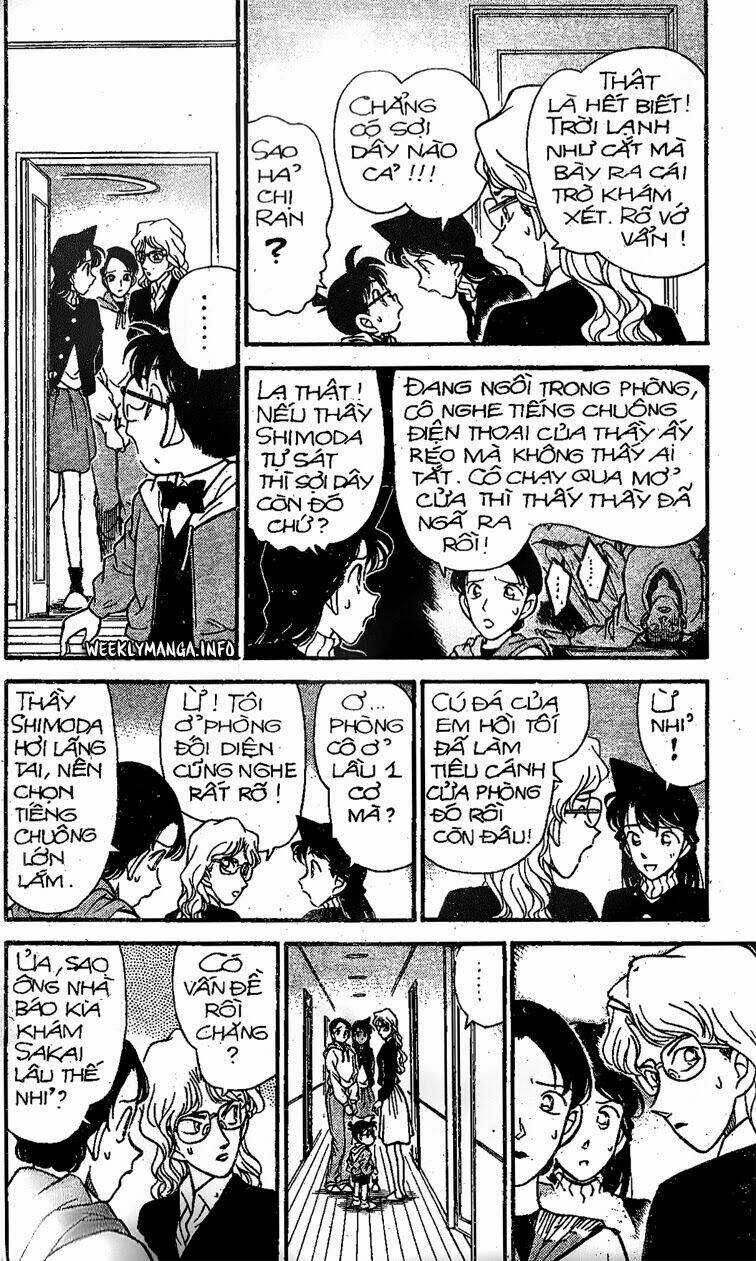 THẬT
LÀ HẾT BIẾT!
TRỜI LẠNH
NHƯ CẮT MÀ
BÀY RA CÁI
TRÒ KHÁM
XÉT. RÕ VỚ
VẨN!
CHẲNG
CÓ SỢI
DÂY NÀO
CẢ!!!
SAO
HẢ
CHỊ
RAN
?
......
ĐANG NGỒI TRONG PHÒNG,
CÔ NGHE TIẾNG CHUÔNG
ĐIỆN THOẠI CỦA THẦY ẤY
RÉO MÀ KHÔNG THẤY AI
TẮT. CÔ CHẠY QUA MỞ
CỬA THÌ THẤY THẦY ĐÃ
NGÃ RA
RỒI!
LẠ THẬT!
NẾU THẦY
SHIMODA
TỰ SÁT
THÌ SỢI DÂY
CÒN ĐÓ
CHỨ?
WEEKLYMANGA.INFO
Ừ
NHỈ
!
CÚ ĐÁ CỦA
EM HỒI TỐI
ĐÃ LÀM
TIÊU CÁNH
CỬA PHÒNG
ĐÓ RỒI
CÒN ĐÂU!
Ơ...
PHÒNG
CÔ Ở
LẦU 1
CƠ
MÀ?
Ừ! TÔI
Ở PHÒNG
ĐỐI DIỆN
CŨNG NGHE
RẤT RÕ!
THẦY
SHIMODA
HƠI LÃNG
TAI, NÊN
CHỌN
TIẾNG
CHUÔNG
LỚN
LẮM.
......
CÓ
VẤN ĐỀ
RỒI
CHĂNG
?
ỦA, SAO
ÔNG NHÀ
BÁO KÌA
KHÁM
SAKAI
LÂU THẾ
NHỈ?